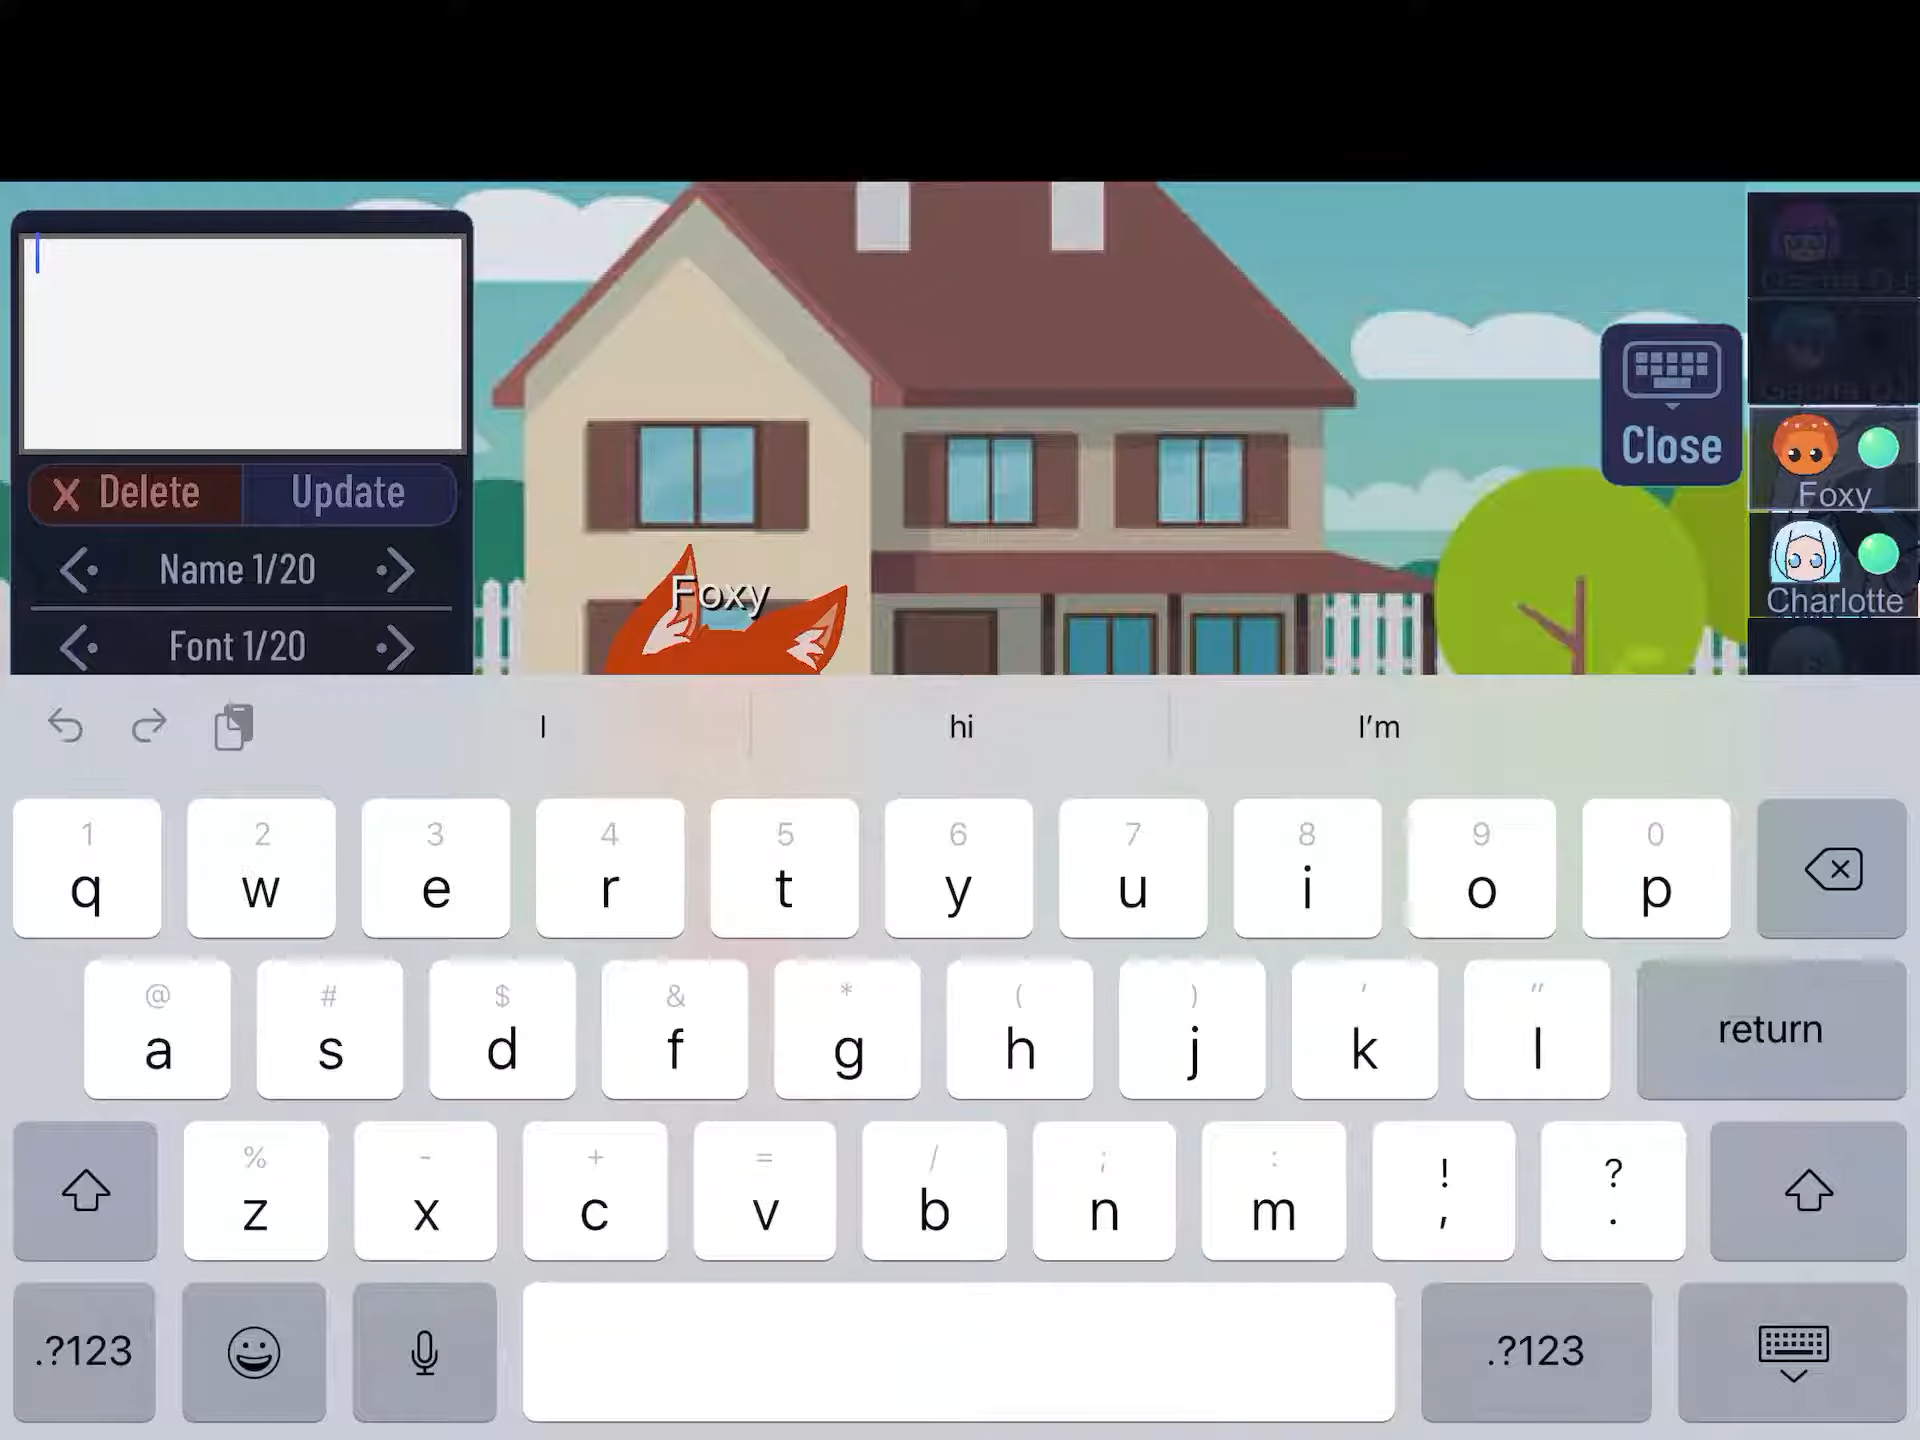 Delete Update
Name 1/20
Font 1/20
Foxy
Close
Foxy
Charlotte
I hi I’m
1 2 3 4 5 6 7 8 9 0
q w e r t y u i o p
@ # $ & * ( ) ' "
a s d f g h j k l return
% - + = / ; : ! ?
z x c v b n m , .
.?123 .?123